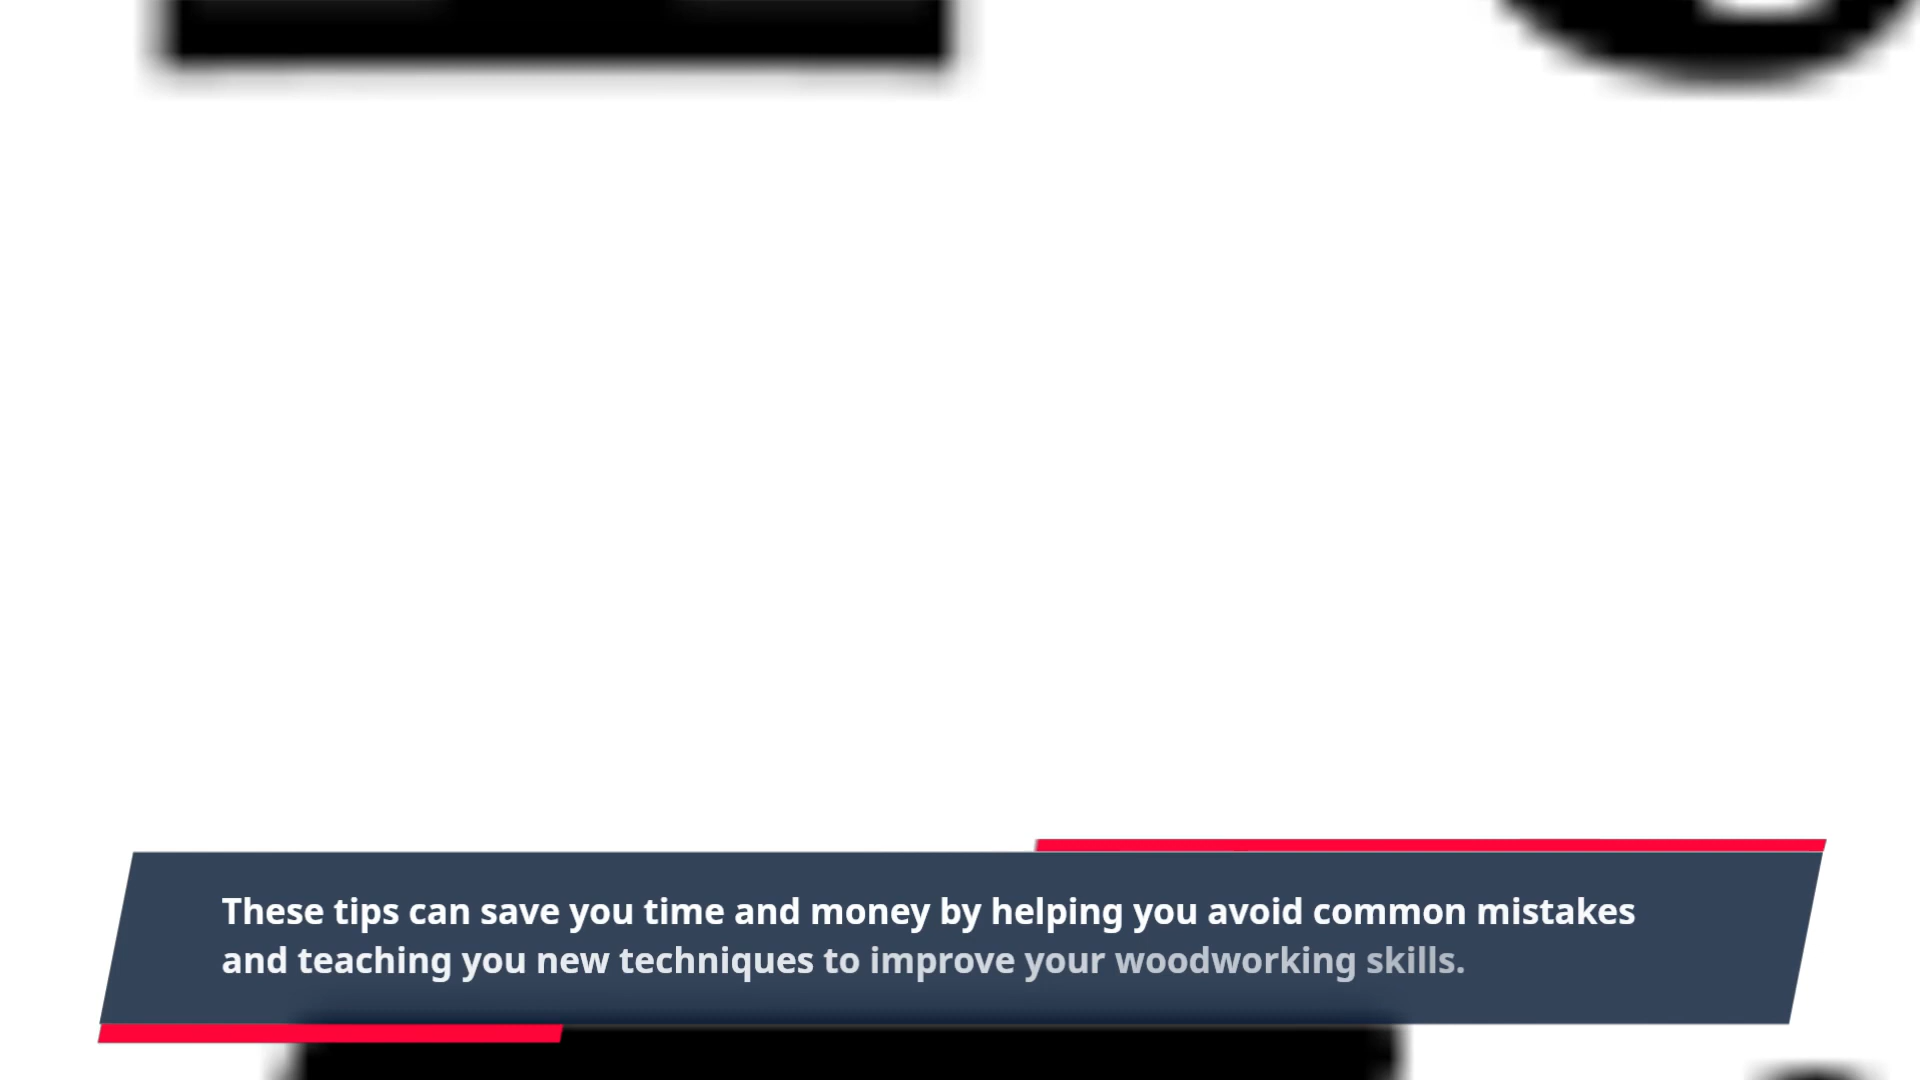 These tips can save you time and money by helping you avoid common mistakes
and teaching you new techniques to improve your woodworking skills.